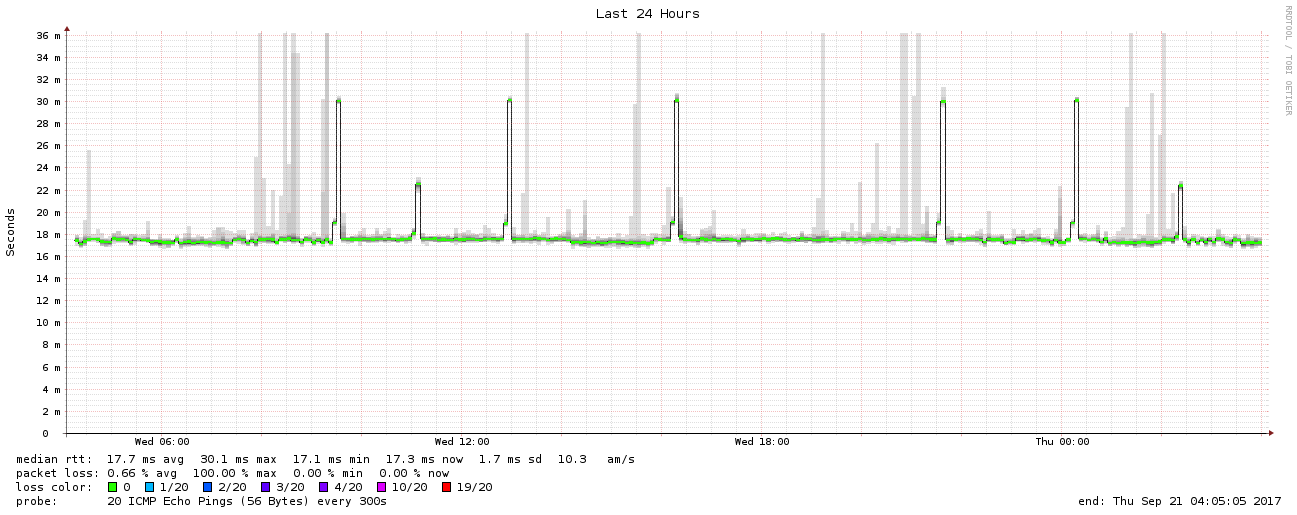 Last 24 Hours
RRDTOOL / TOBI OETIKER
Seconds
36 m
34 m
32 m
30 m
28 m
26 m
24 m
22 m
20 m
18 m
16 m
14 m
12 m
10 m
8 m
6 m
4 m
2 m
0
Wed 06:00 Wed 12:00 Wed 18:00 Thu 00:00
median rtt: 17.7 ms avg 30.1 ms max 17.1 ms min 17.3 ms now 1.7 ms sd 10.3 am/s
packet loss: 0.66 % avg 100.00 % max 0.00 % min 0.00 % now
loss color: 0 1/20 2/20 3/20 4/20 10/20 19/20
probe: 20 ICMP Echo Pings (56 Bytes) every 300s end: Thu Sep 21 04:05:05 2017